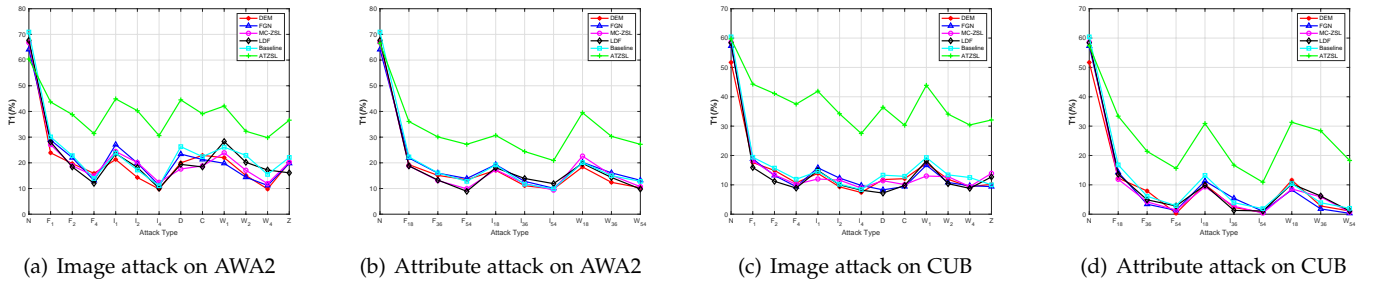 80
70
60
50
40
30
20
10
0
T1(/%)
N F1 F2 F4 I1 I2 I4 D C W1 W2 W4 Z
Attack Type
DEM
FGN
MC-ZSL
LDF
Baseline
ATZSL
(a) Image attack on AWA2
80
70
60
50
40
30
20
10
0
T1(/%)
N F18 F36 F54 I18 I36 I54 W18 W36 W54
Attack Type
DEM
FGN
MC-ZSL
LDF
Baseline
ATZSL
(b) Attribute attack on AWA2
70
60
50
40
30
20
10
0
T1(/%)
N F1 F2 F4 I1 I2 I4 D C W1 W2 W4 Z
Attack Type
DEM
FGN
MC-ZSL
LDF
Baseline
ATZSL
(c) Image attack on CUB
70
60
50
40
30
20
10
0
T1(/%)
N F18 F36 F54 I18 I36 I54 W18 W36 W54
Attack Type
DEM
FGN
MC-ZSL
LDF
Baseline
ATZSL
(d) Attribute attack on CUB